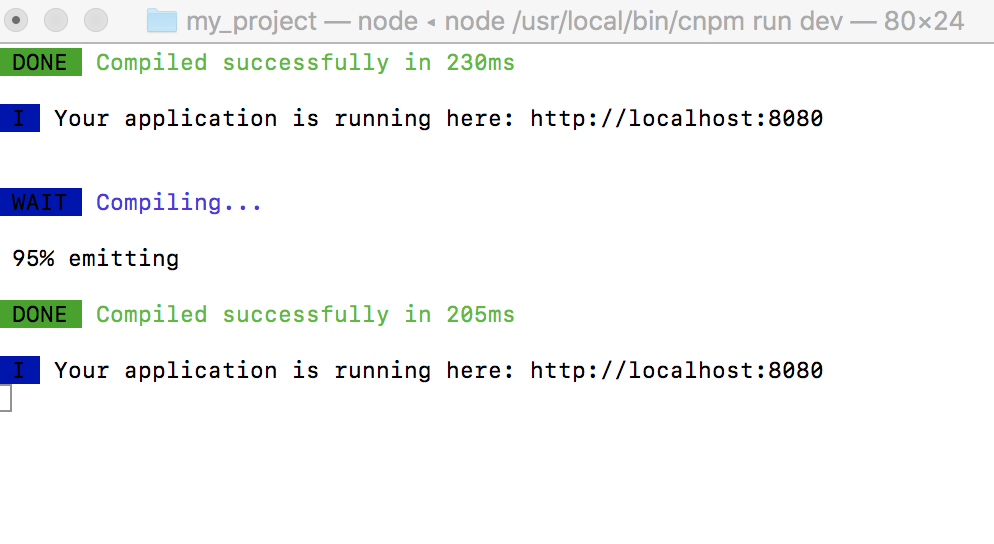 my_project — node ◂ node /usr/local/bin/cnpm run dev — 80×24
DONE Compiled successfully in 230ms
I Your application is running here: http://localhost:8080
WAIT Compiling...
95% emitting
DONE Compiled successfully in 205ms
I Your application is running here: http://localhost:8080